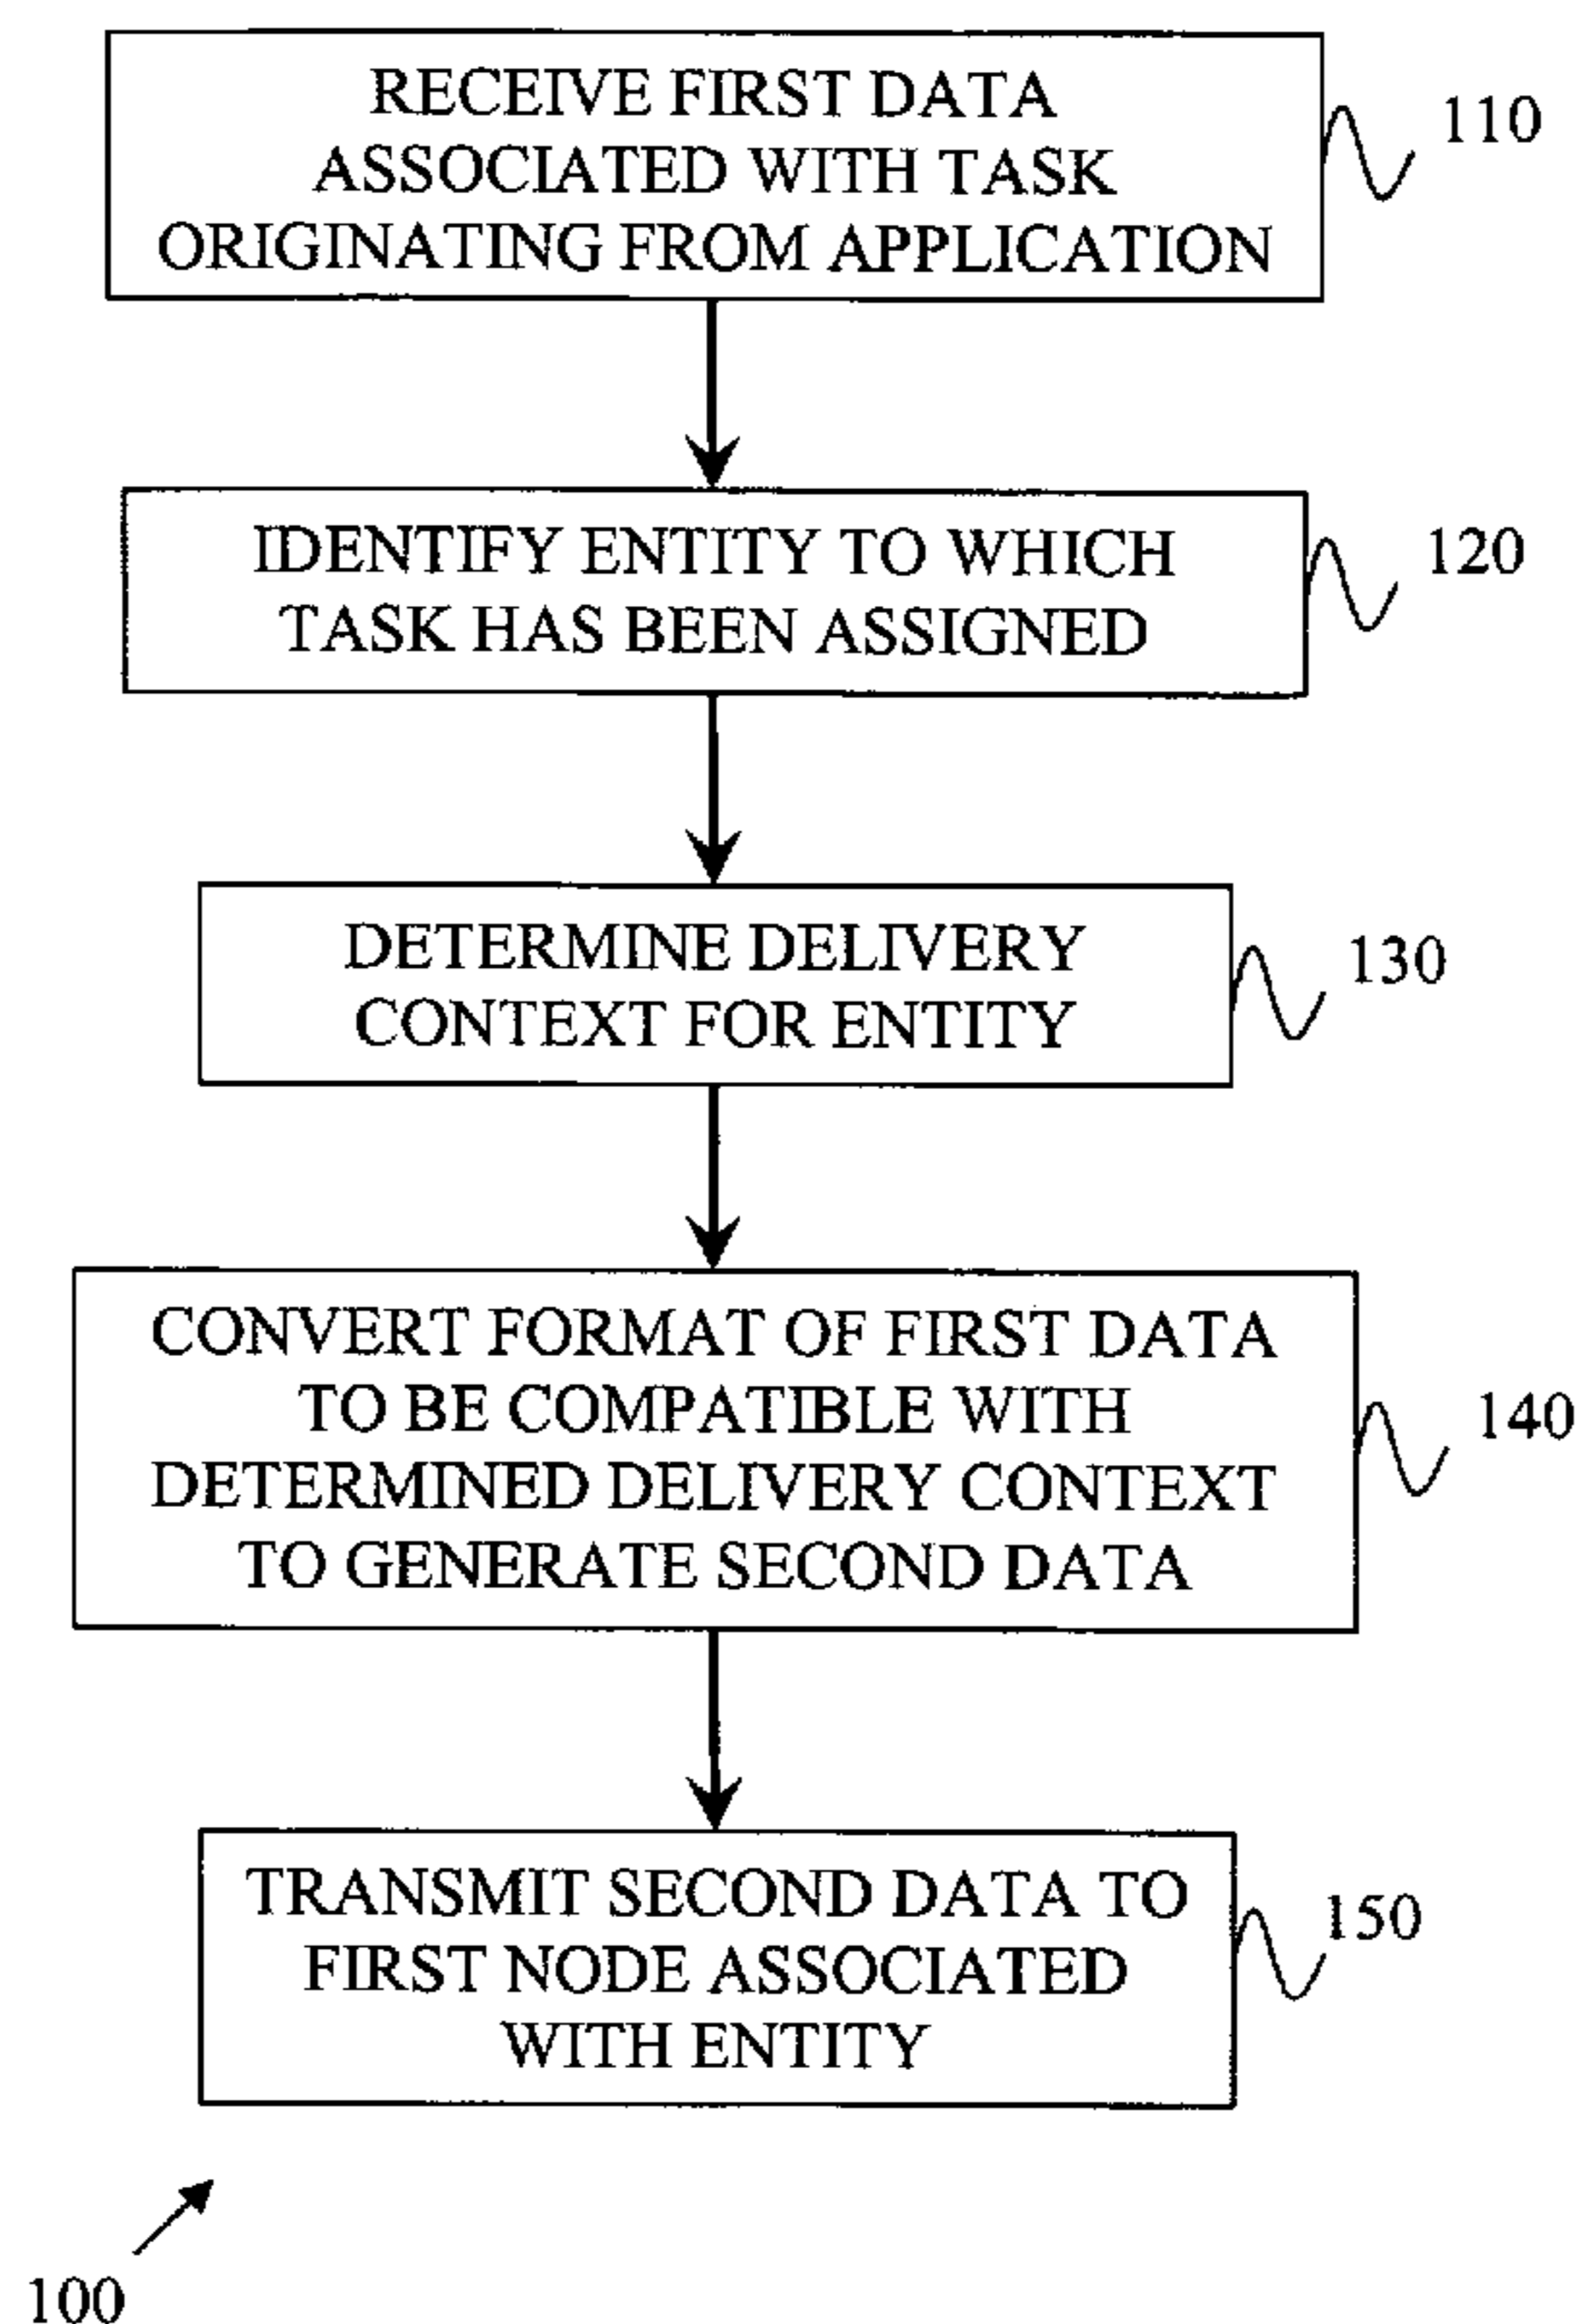 RECEIVE FIRST DATA
ASSOCIATED WITH TASK
ORIGINATING FROM APPLICATION
110
IDENTIFY ENTITY TO WHICH
TASK HAS BEEN ASSIGNED
120
DETERMINE DELIVERY
CONTEXT FOR ENTITY
130
CONVERT FORMAT OF FIRST DATA
TO BE COMPATIBLE WITH
DETERMINED DELIVERY CONTEXT
TO GENERATE SECOND DATA
140
TRANSMIT SECOND DATA TO
FIRST NODE ASSOCIATED
WITH ENTITY
150
100